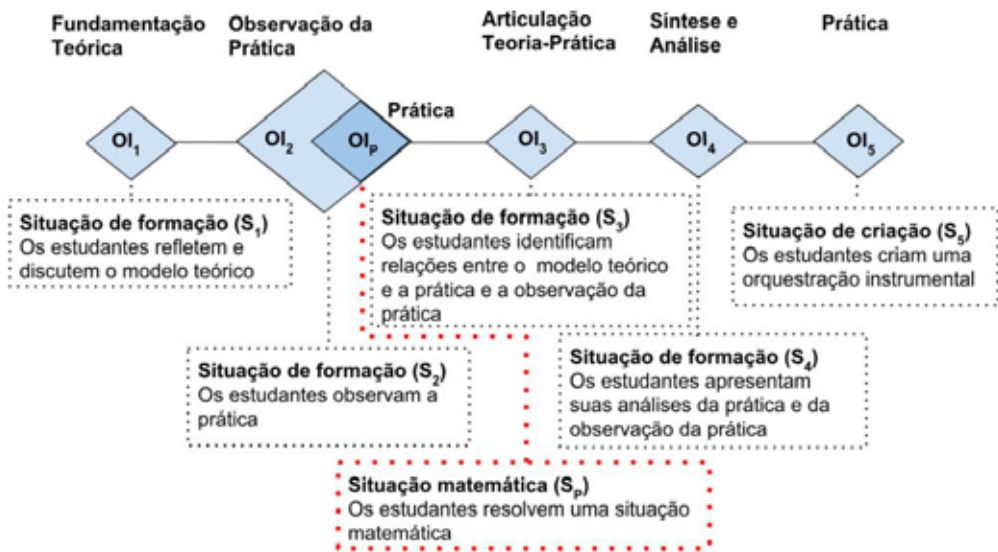 Fundamentação
Teórica
Observação da
Prática
Articulação
Teoria-Prática
Síntese e
Análise
Prática
Prática
OI₁
OI₂
OIₚ
OI₃
OI₄
OI₅
Situação de formação (S₁)
Os estudantes refletem e
discutem o modelo teórico
Situação de formação (S₃)
Os estudantes identificam
relações entre o modelo teórico
e a prática e a observação da
prática
Situação de criação (S₅)
Os estudantes criam uma
orquestração instrumental
Situação de formação (S₂)
Os estudantes observam a
prática
Situação de formação (S₄)
Os estudantes apresentam
suas análises da prática e da
observação da prática
Situação matemática (Sₚ)
Os estudantes resolvem uma situação
matemática